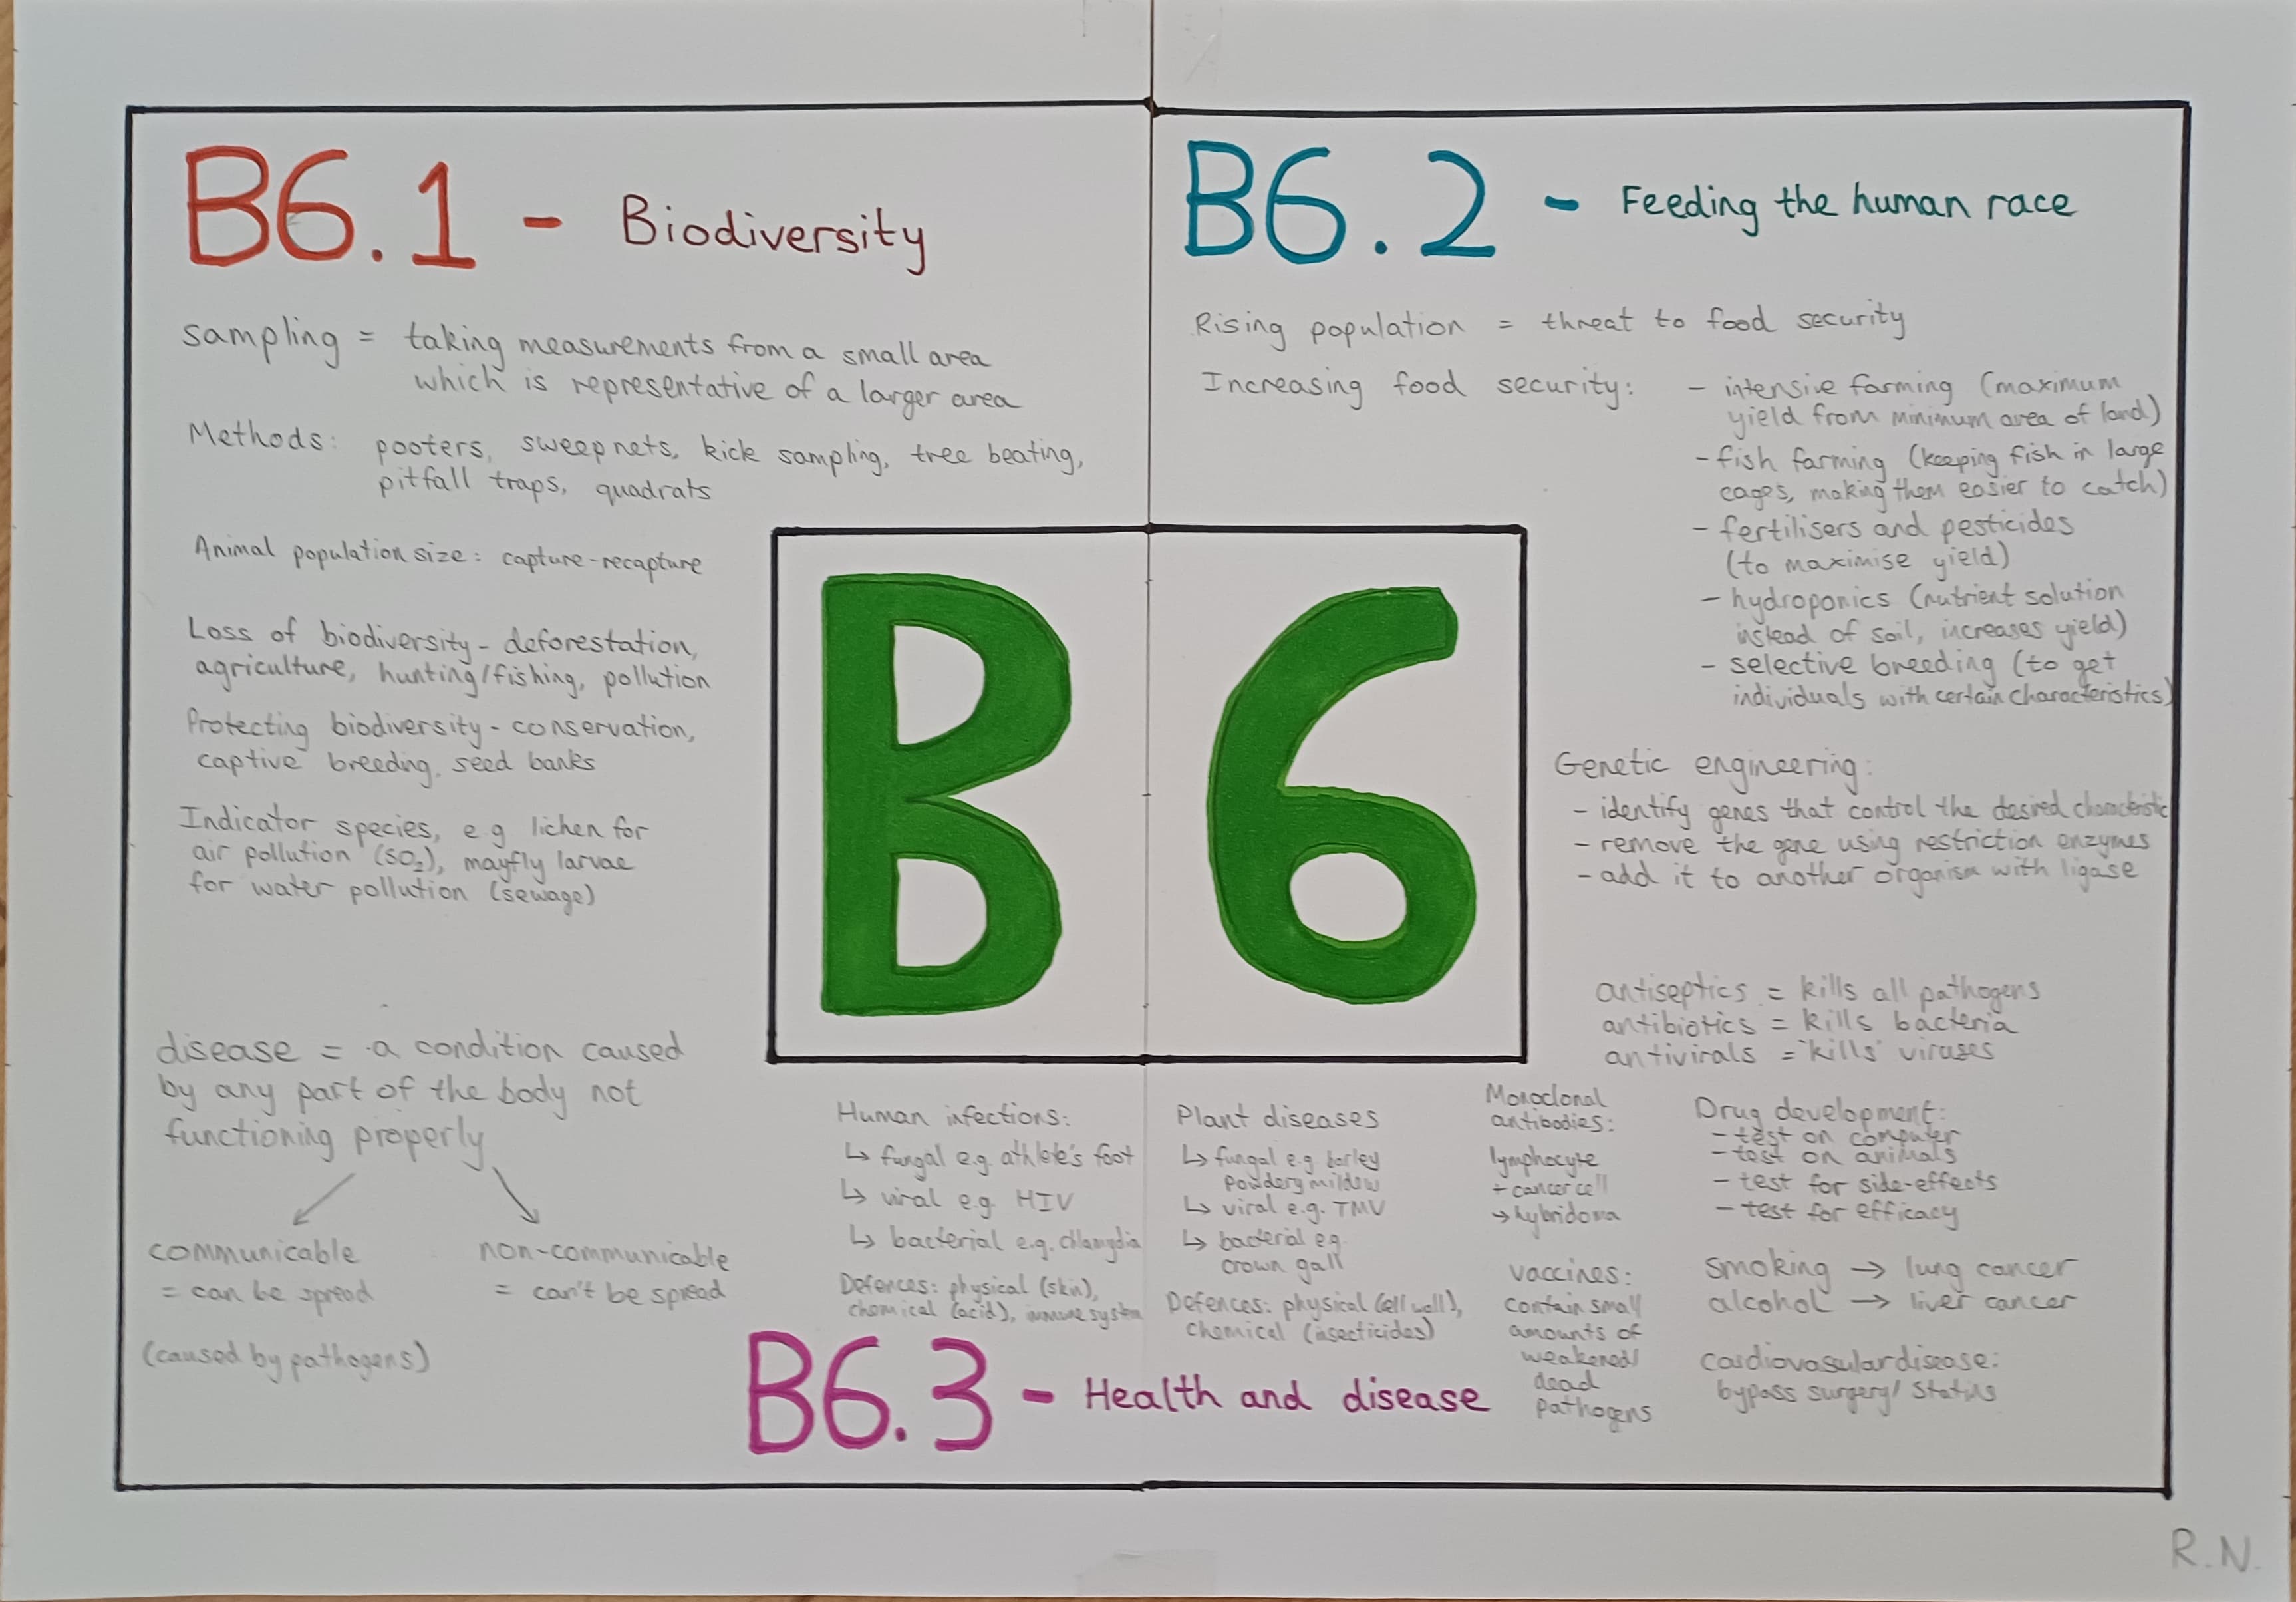 B6.1 - Biodiversity
sampling = taking measurements from a small area
which is representative of a larger area
Methods: pooters, sweepnets, kick sampling, tree beating,
pitfall traps, quadrats
Animal population size: capture-recapture
Loss of biodiversity - deforestation,
agriculture, hunting/fishing, pollution
Protecting biodiversity - conservation,
captive breeding, seed banks
Indicator species, e.g lichen for
air pollution (SO₂), mayfly larvae
for water pollution (sewage)
B6.2 - Feeding the human race
Rising population = threat to food security
Increasing food security: - intensive farming (maximum
yield from minimum area of land)
- fish farming (keeping fish in large
cages, making them easier to catch)
- fertilisers and pesticides
(to maximise yield)
- hydroponics (nutrient solution
instead of soil, increases yield)
- selective breeding (to get
individuals with certain characteristics)
Genetic engineering:
- identify genes that control the desired characteristic
- remove the gene using restriction enzymes
- add it to another organism with ligase
B6
disease = a condition caused
by any part of the body not
functioning properly
communicable
= can be spread
(caused by pathogens)
non-communicable
= can't be spread
Human infections:
↳ fungal e.g. athlete's foot
↳ viral e.g. HIV
↳ bacterial e.g. chlamydia
Defences: physical (skin),
chemical (acid), immune system
Plant diseases
↳ fungal e.g barley
powdery mildew
↳ viral e.g. TMV
↳ bacterial e.g.
crown gall
Defences: physical (cell wall),
chemical (insecticides)
antiseptics = kills all pathogens
antibiotics = kills bacteria
antivirals = 'kills' viruses
Monoclonal
antibodies:
lymphocyte
+ cancer cell
→ hybridoma
vaccines:
contain small
amounts of
weakened/
dead
pathogens
Drug development:
- test on computer
- test on animals
- test for side-effects
- test for efficacy
smoking → lung cancer
alcohol → liver cancer
cardiovascular disease:
bypass surgery/ statins
B6.3 - Health and disease
R.N.